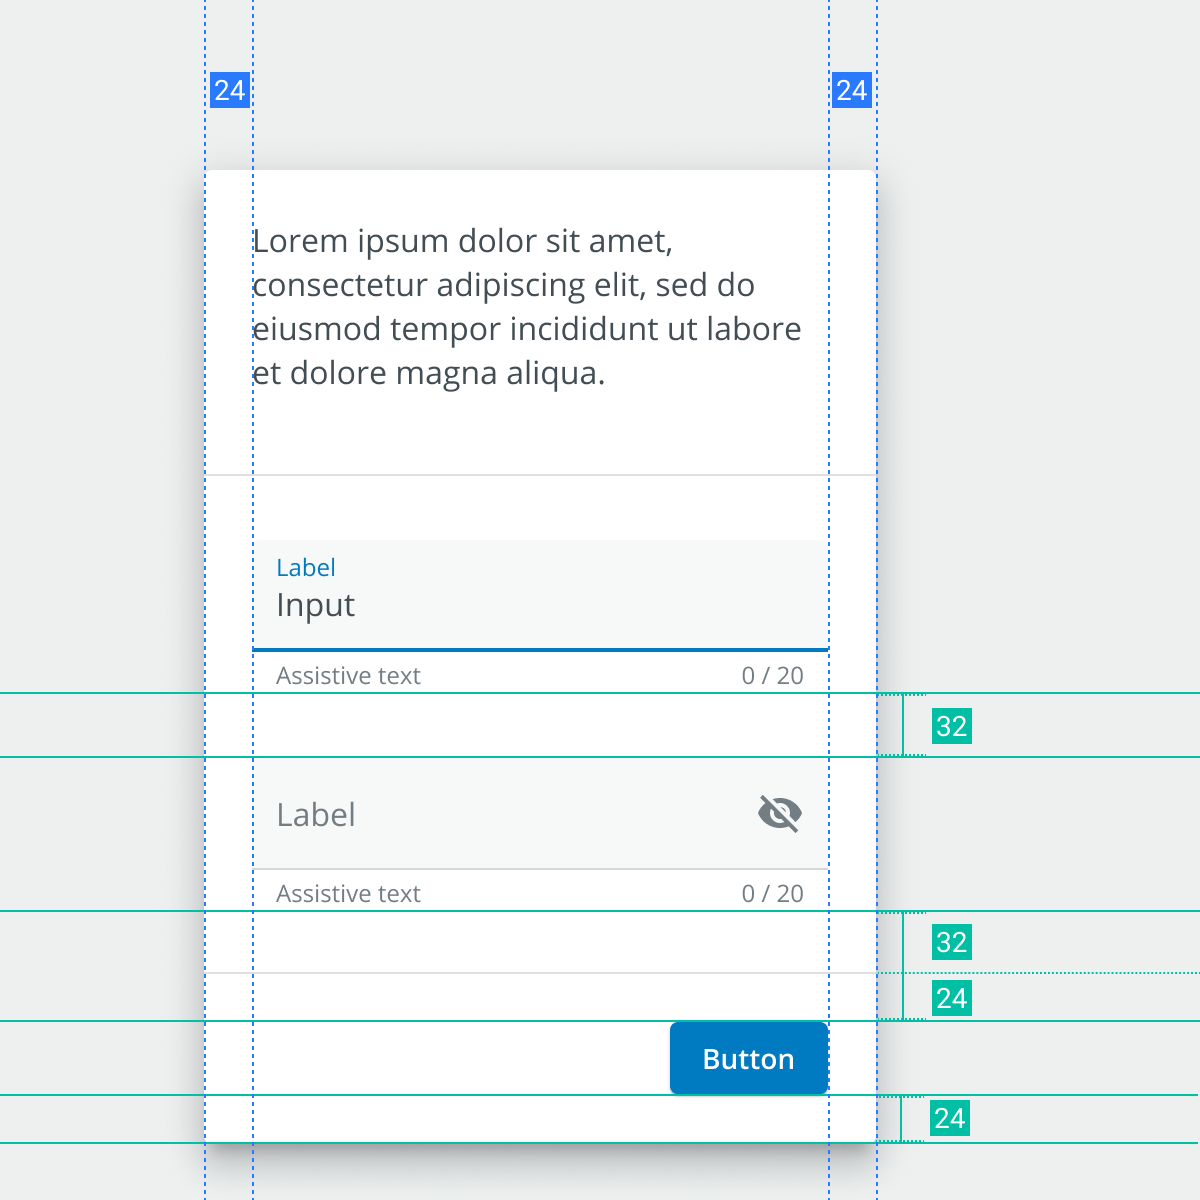 24
24
Lorem ipsum dolor sit amet,
consectetur adipiscing elit, sed do
eiusmod tempor incididunt ut labore
et dolore magna aliqua.
Label
Input
Assistive text
0 / 20
32
Label
Assistive text
0 / 20
32
24
Button
24